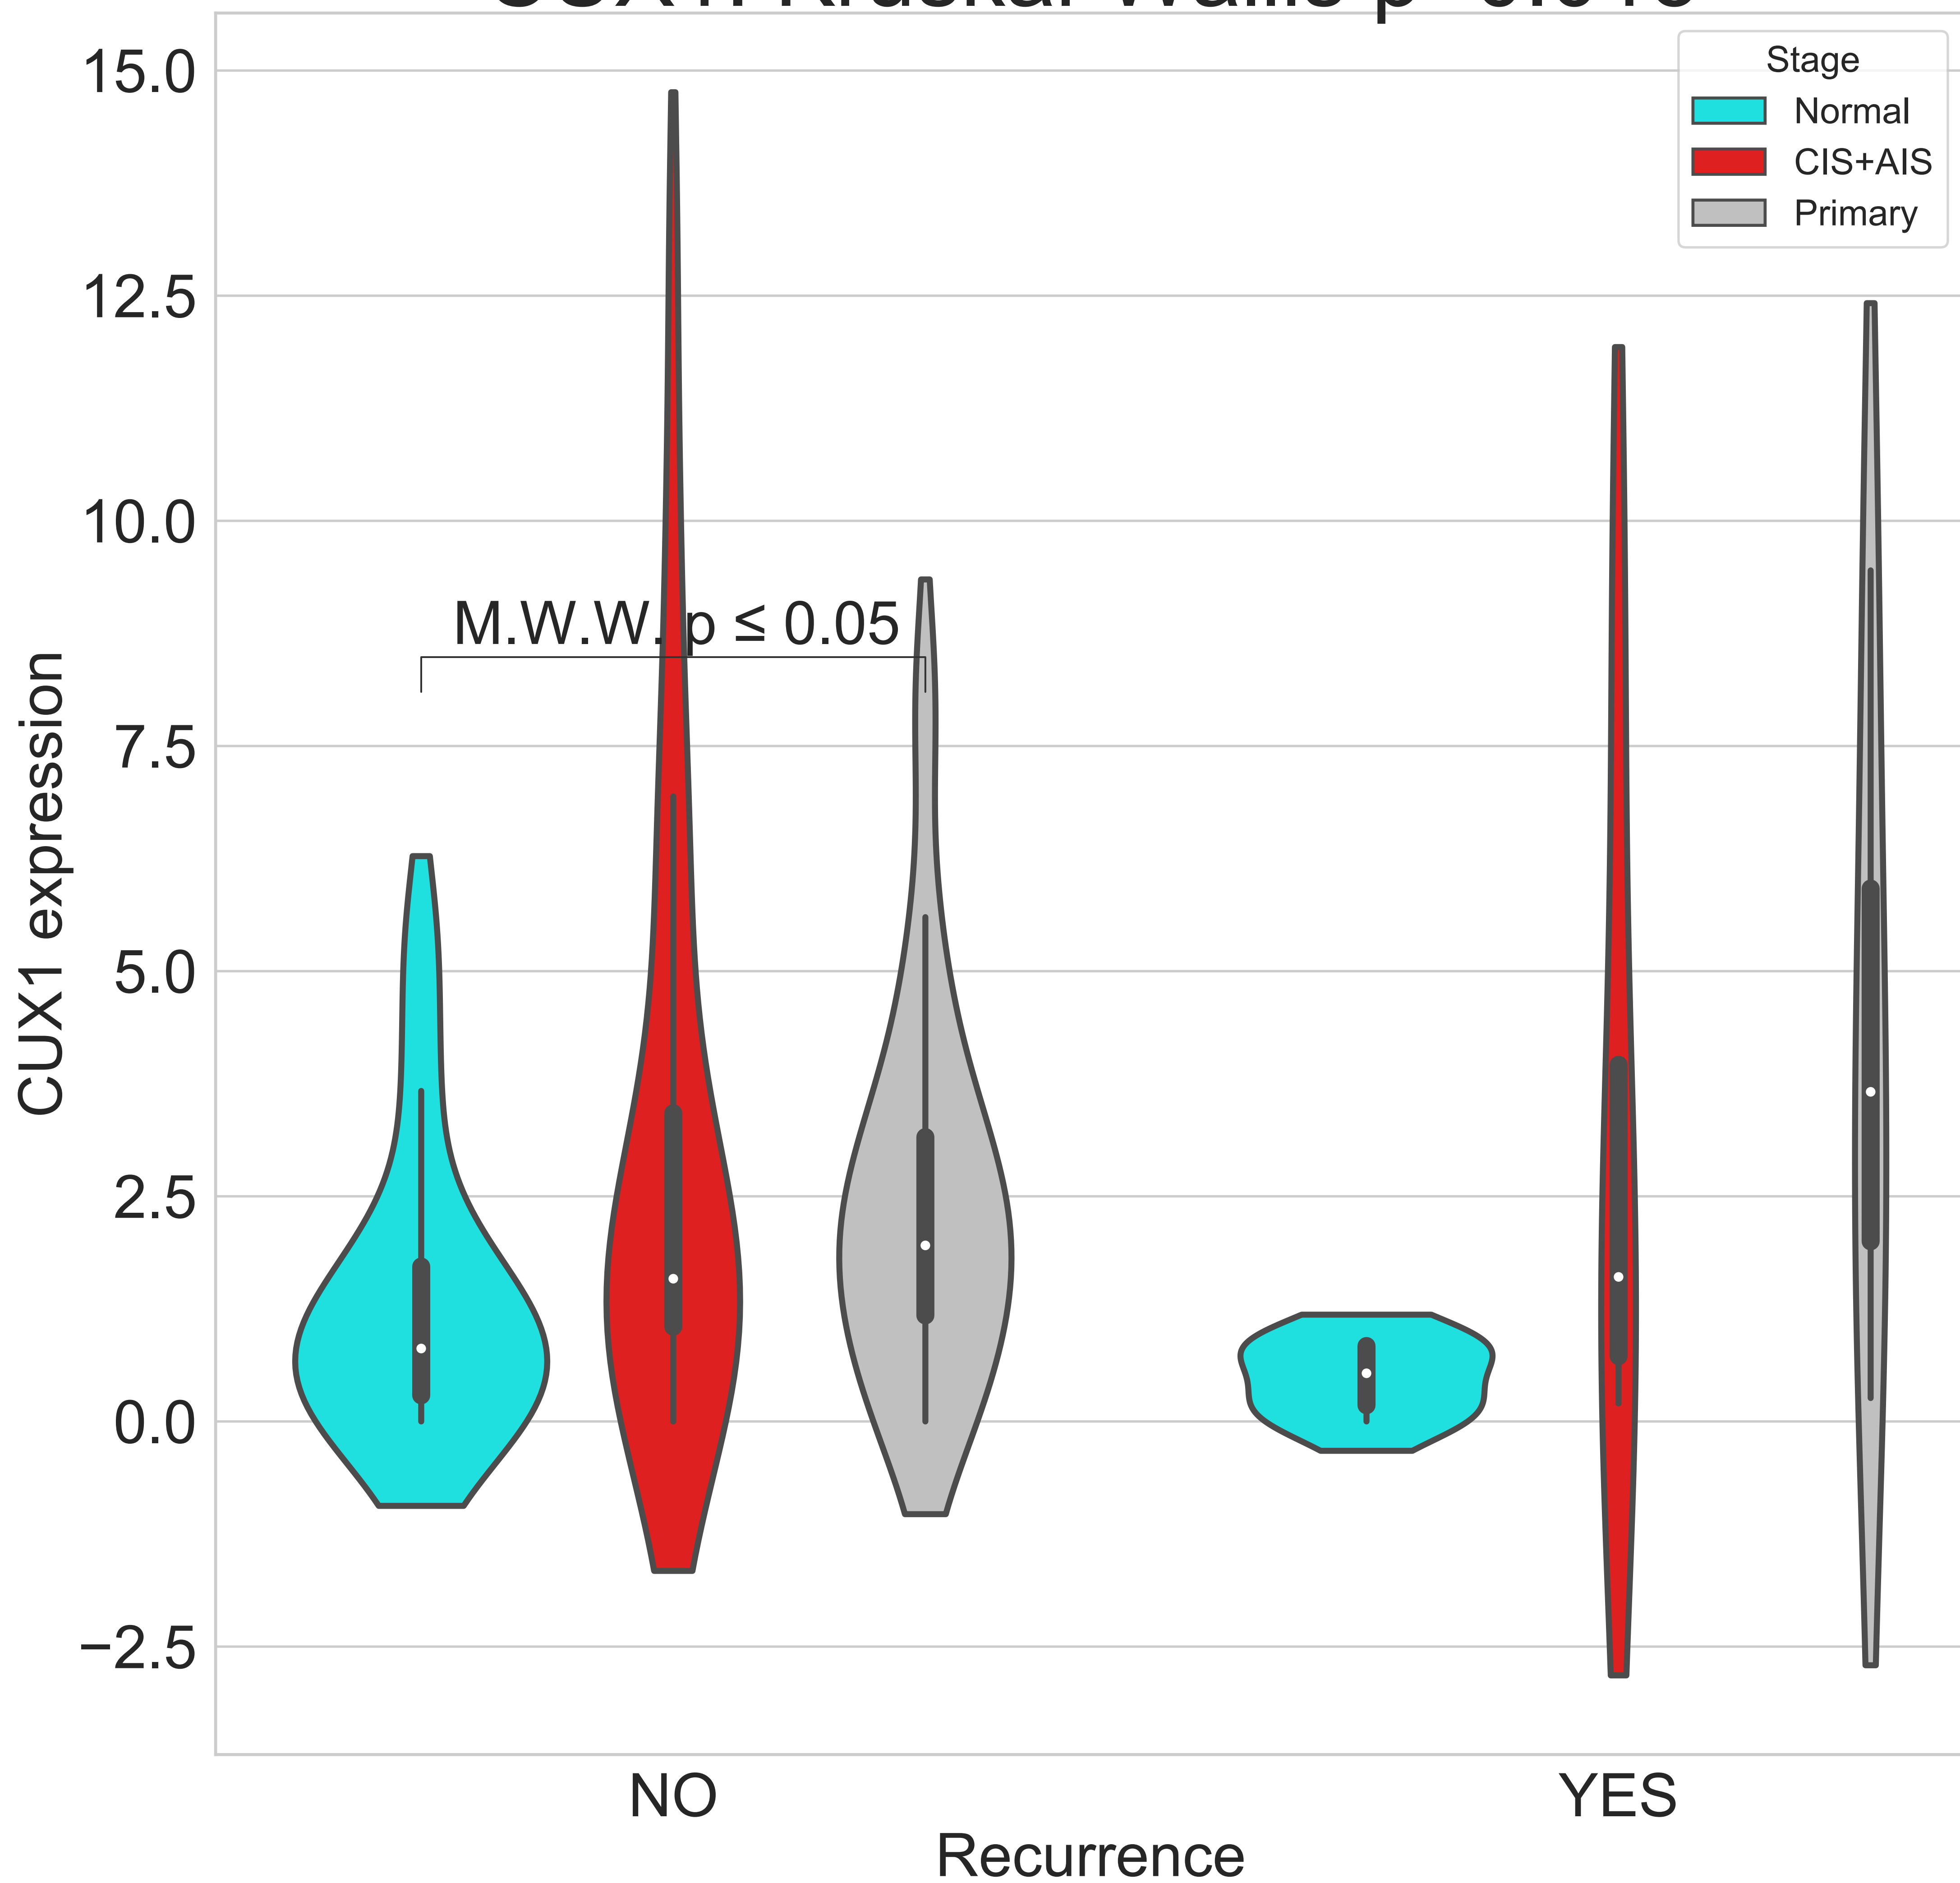 15.0
12.5
10.0
7.5
5.0
2.5
0.0
−2.5
CUX1 expression
Stage
Normal
CIS+AIS
Primary
M.W.W. p ≤ 0.05
NO
YES
Recurrence